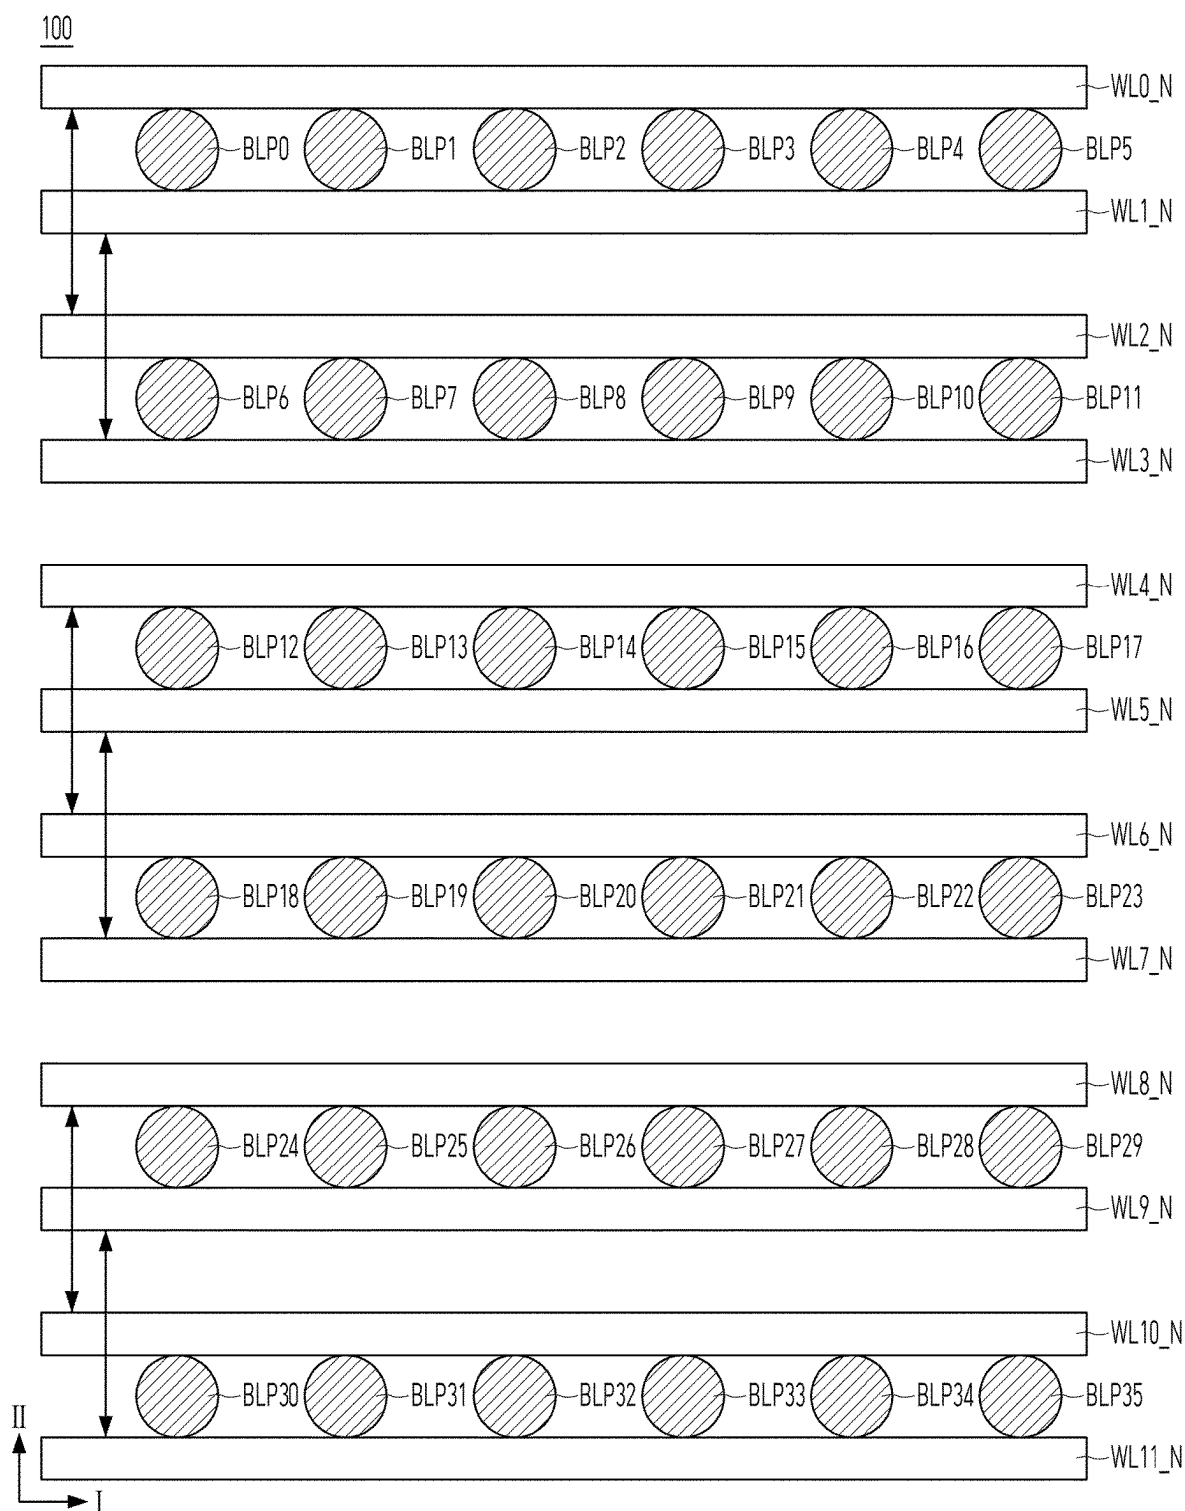 100
WL0_N
BLP0 BLP1 BLP2 BLP3 BLP4 BLP5
WL1_N
WL2_N
BLP6 BLP7 BLP8 BLP9 BLP10 BLP11
WL3_N
WL4_N
BLP12 BLP13 BLP14 BLP15 BLP16 BLP17
WL5_N
WL6_N
BLP18 BLP19 BLP20 BLP21 BLP22 BLP23
WL7_N
WL8_N
BLP24 BLP25 BLP26 BLP27 BLP28 BLP29
WL9_N
WL10_N
BLP30 BLP31 BLP32 BLP33 BLP34 BLP35
II
WL11_N
I